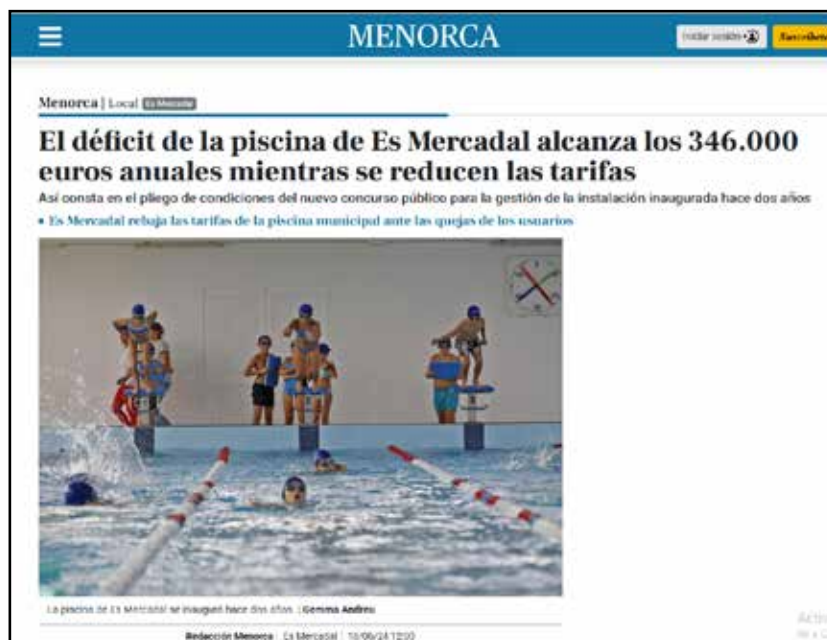 MENORCA
Iniciar sesión
Suscríbete
Menorca | Local Es Mercadal
El déficit de la piscina de Es Mercadal alcanza los 346.000
euros anuales mientras se reducen las tarifas
Así consta en el pliego de condiciones del nuevo concurso público para la gestión de la instalación inaugurada hace dos años
• Es Mercadal rebaja las tarifas de la piscina municipal ante las quejas de los usuarios
La piscina de Es Mercadal se inauguró hace dos años. | Gemma Andreu
Redacción Menorca | Es Mercadal | 12:00